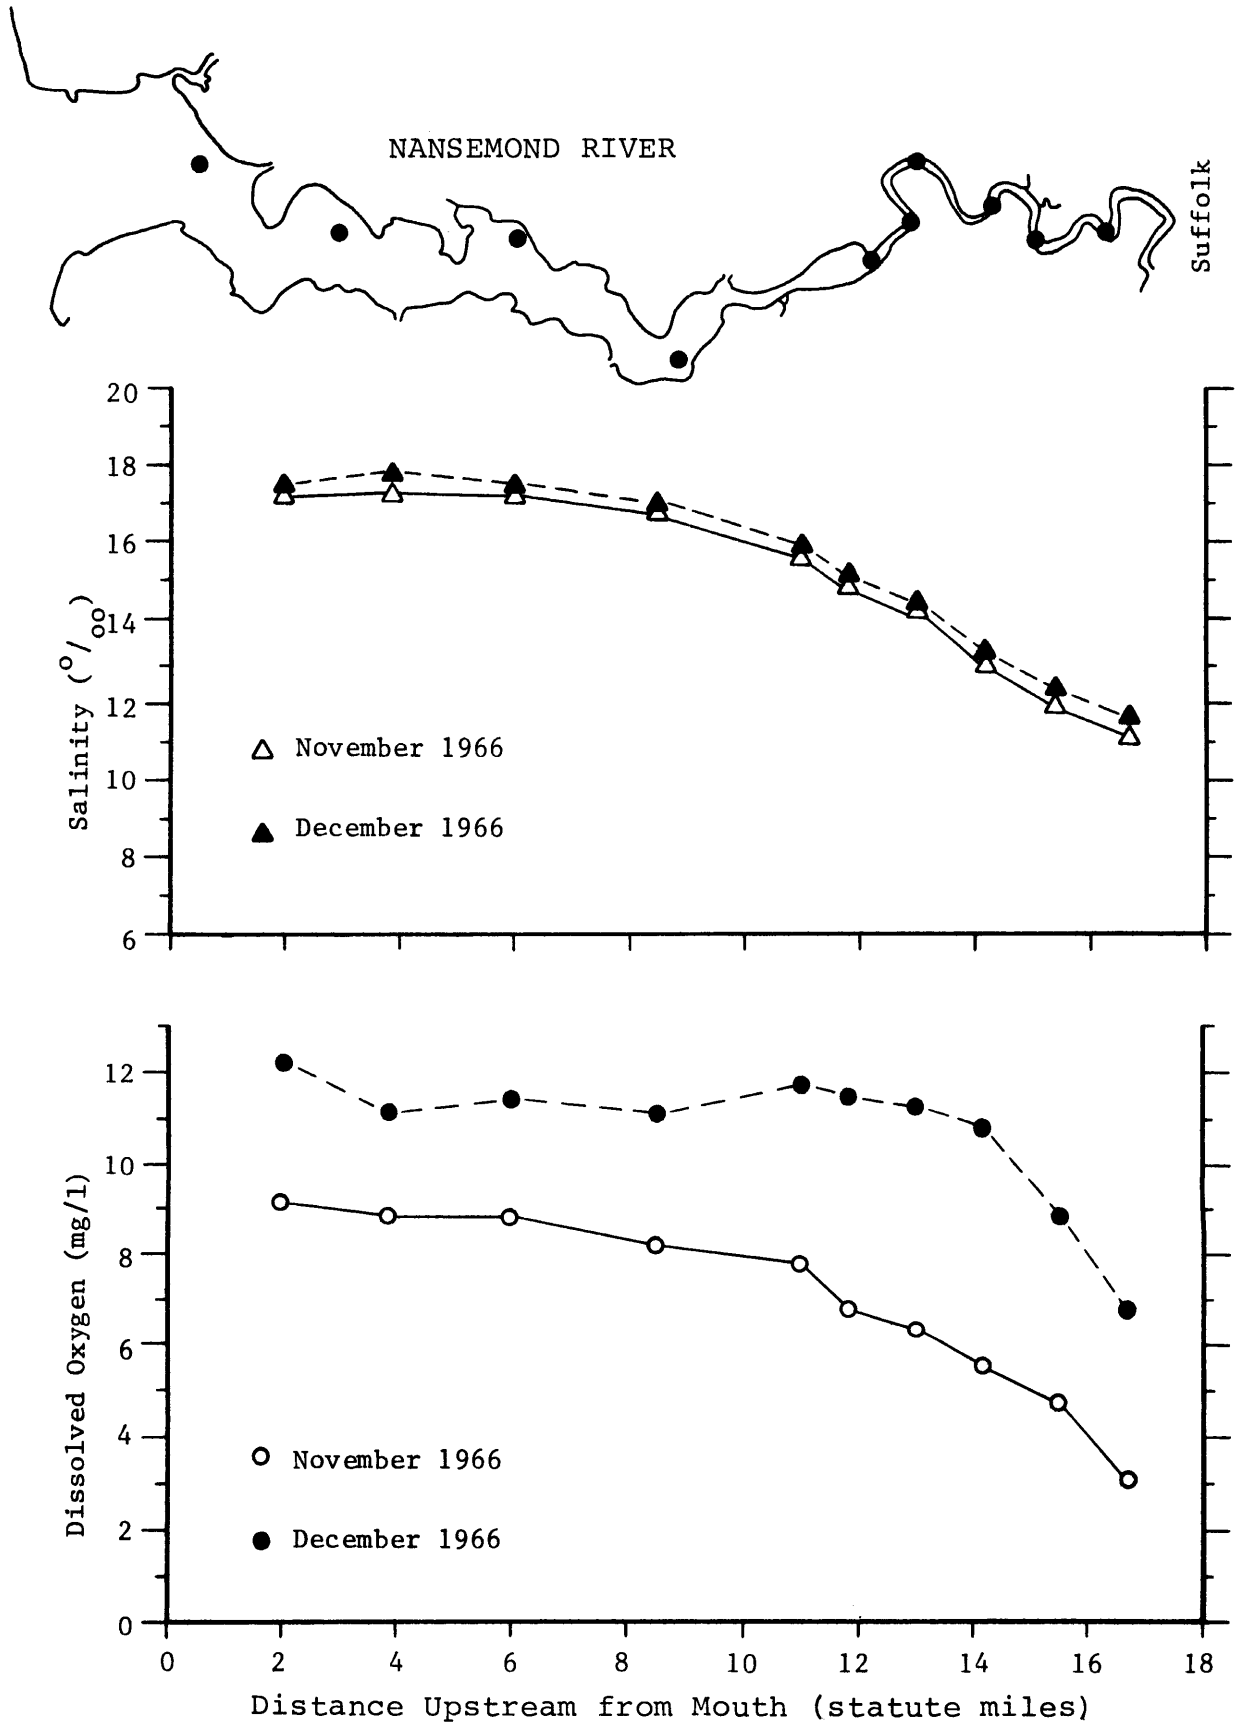 NANSEMOND RIVER
Suffolk
20
18
16
14
12
10
8
6
Salinity (o/oo)
November 1966
December 1966
12
10
8
6
4
2
0
Dissolved Oxygen (mg/l)
November 1966
December 1966
0 2 4 6 8 10 12 14 16 18
Distance Upstream from Mouth (statute miles)